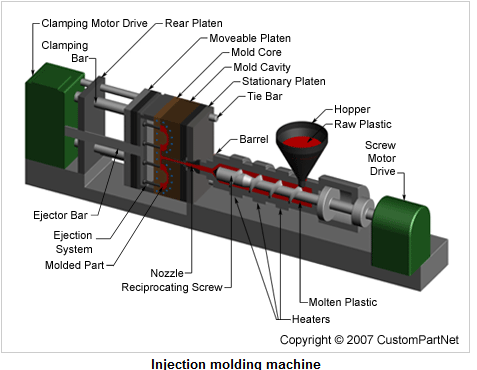 Clamping Motor Drive
Rear Platen
Clamping
Bar
Moveable Platen
Mold Core
Mold Cavity
Stationary Platen
Tie Bar
Hopper
Raw Plastic
Barrel
Screw
Motor
Drive
Ejector Bar
Ejection
System
Molded Part
Nozzle
Reciprocating Screw
Molten Plastic
Heaters
Copyright © 2007 CustomPartNet
Injection molding machine